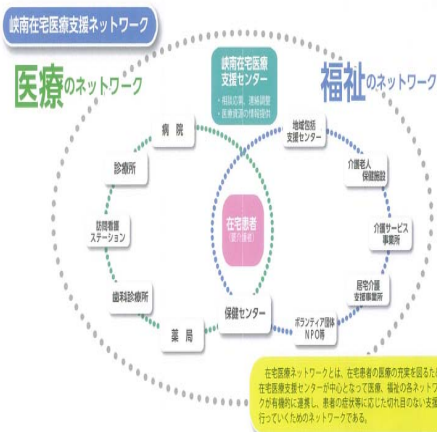 峡南在宅医療支援ネットワーク
医療のネットワーク
峡南在宅医療
支援センター
・相談応需、連絡調整
・医療資源の情報提供
福祉のネットワーク
病院
診療所
訪問看護
ステーション
歯科診療所
薬局
在宅患者
(要介護者)
保健センター
地域包括
支援センター
介護老人
保健施設
介護サービス
事業所
居宅介護
支援事業所
ボランティア団体
NPO等
在宅医療ネットワークとは、在宅患者の医療の充実を図るため
在宅医療支援センターが中心となって医療、福祉の各ネットワー
クが有機的に連携し、患者の症状等に応じた切れ目のない支援
行っていくためのネットワークである。